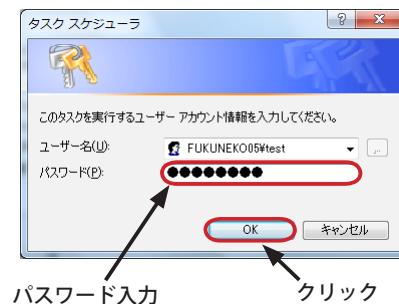 タスク スケジューラ
このタスクを実行するユーザー アカウント情報を入力してください。
ユーザー名(U): FUKUNEKO05¥test
パスワード(P): ●●●●●●●●
OK キャンセル
パスワード入力 クリック